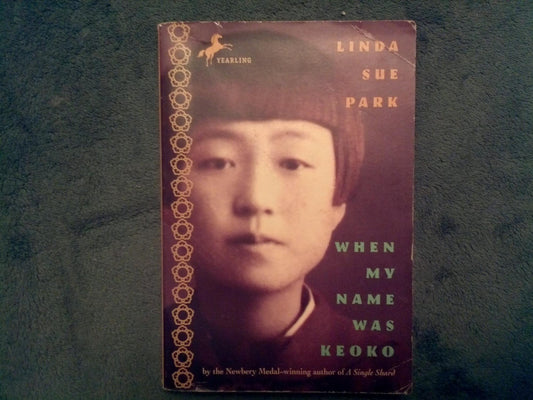 YEARLING
LINDA
SUE
PARK
WHEN
MY
NAME
WAS
KEOKO
by the Newbery Medal–winning author of A Single Shard